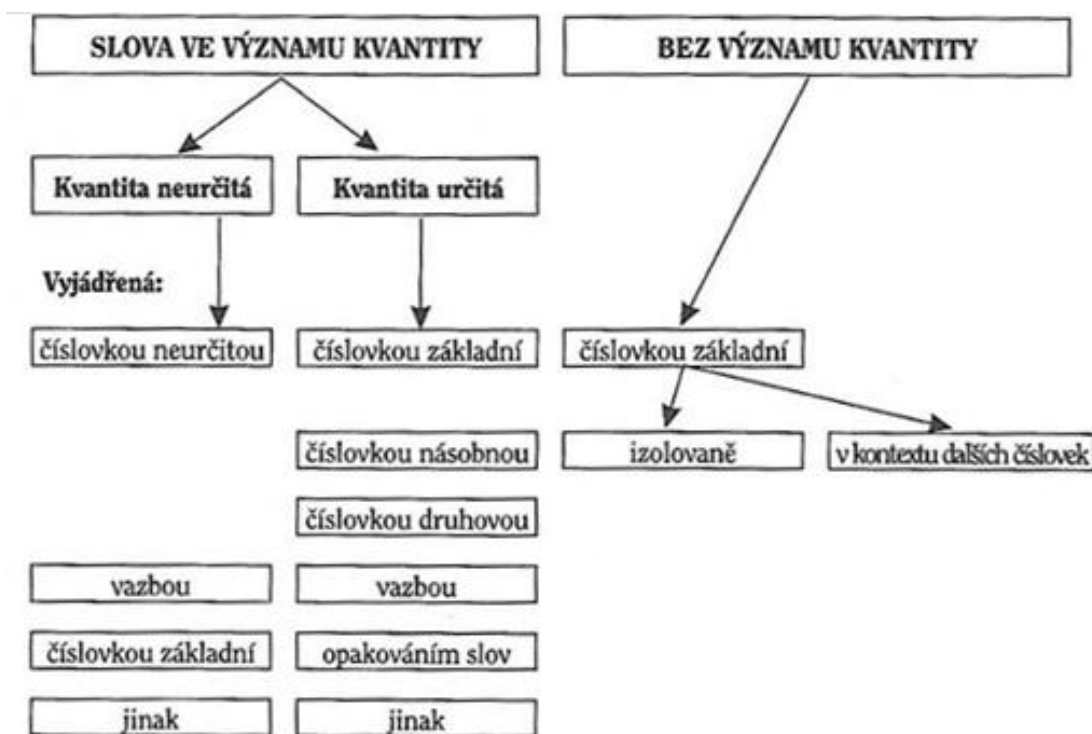 SLOVA VE VÝZNAMU KVANTITY
BEZ VÝZNAMU KVANTITY
Kvantita neurčitá
Kvantita určitá
Vyjádřená:
číslovkou neurčitou
číslovkou základní
číslovkou základní
číslovkou násobnou
izolovaně
v kontextu dalších číslovek
číslovkou druhovou
vazbou
vazbou
číslovkou základní
opakováním slov
jinak
jinak